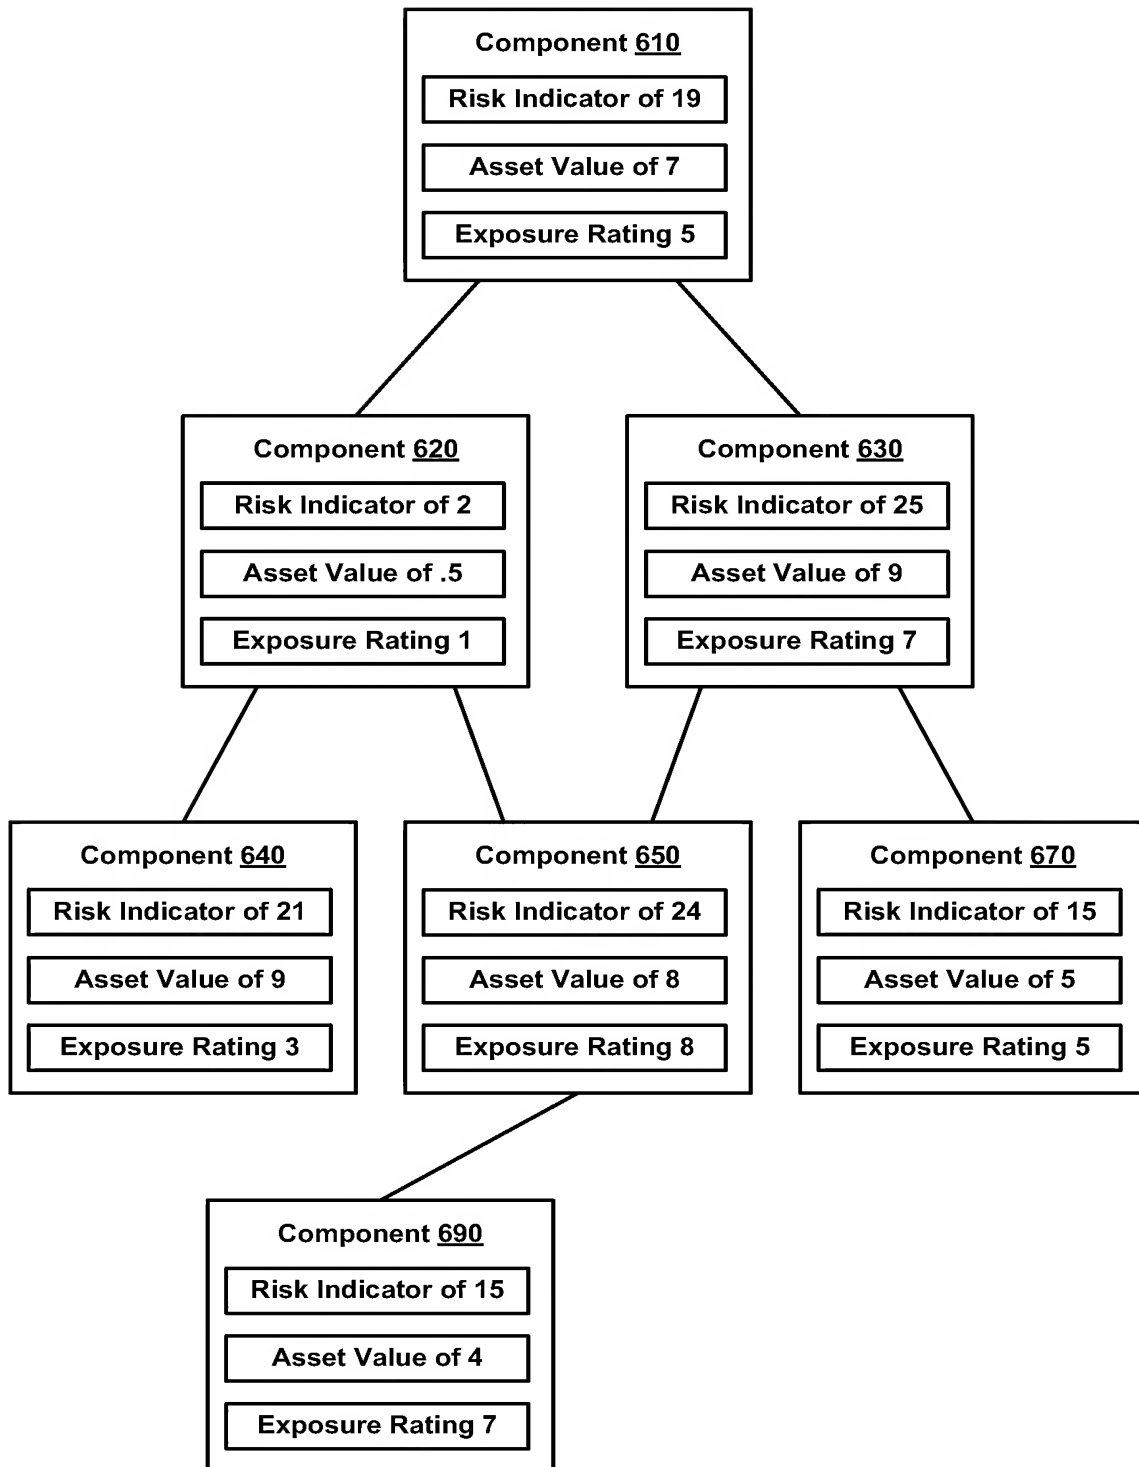 Component 610
Risk Indicator of 19
Asset Value of 7
Exposure Rating 5
Component 620
Risk Indicator of 2
Asset Value of .5
Exposure Rating 1
Component 630
Risk Indicator of 25
Asset Value of 9
Exposure Rating 7
Component 640
Risk Indicator of 21
Asset Value of 9
Exposure Rating 3
Component 650
Risk Indicator of 24
Asset Value of 8
Exposure Rating 8
Component 670
Risk Indicator of 15
Asset Value of 5
Exposure Rating 5
Component 690
Risk Indicator of 15
Asset Value of 4
Exposure Rating 7